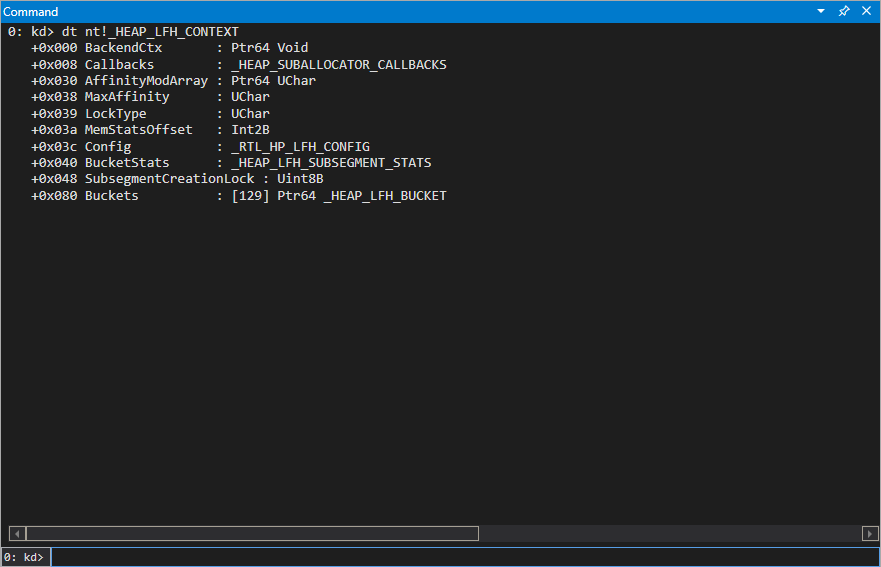 Command
0: kd> dt nt!_HEAP_LFH_CONTEXT
   +0x000 BackendCtx       : Ptr64 Void
   +0x008 Callbacks        : _HEAP_SUBALLOCATOR_CALLBACKS
   +0x030 AffinityModArray : Ptr64 UChar
   +0x038 MaxAffinity      : UChar
   +0x039 LockType         : UChar
   +0x03a MemStatsOffset   : Int2B
   +0x03c Config           : _RTL_HP_LFH_CONFIG
   +0x040 BucketStats      : _HEAP_LFH_SUBSEGMENT_STATS
   +0x048 SubsegmentCreationLock : Uint8B
   +0x080 Buckets          : [129] Ptr64 _HEAP_LFH_BUCKET
0: kd>